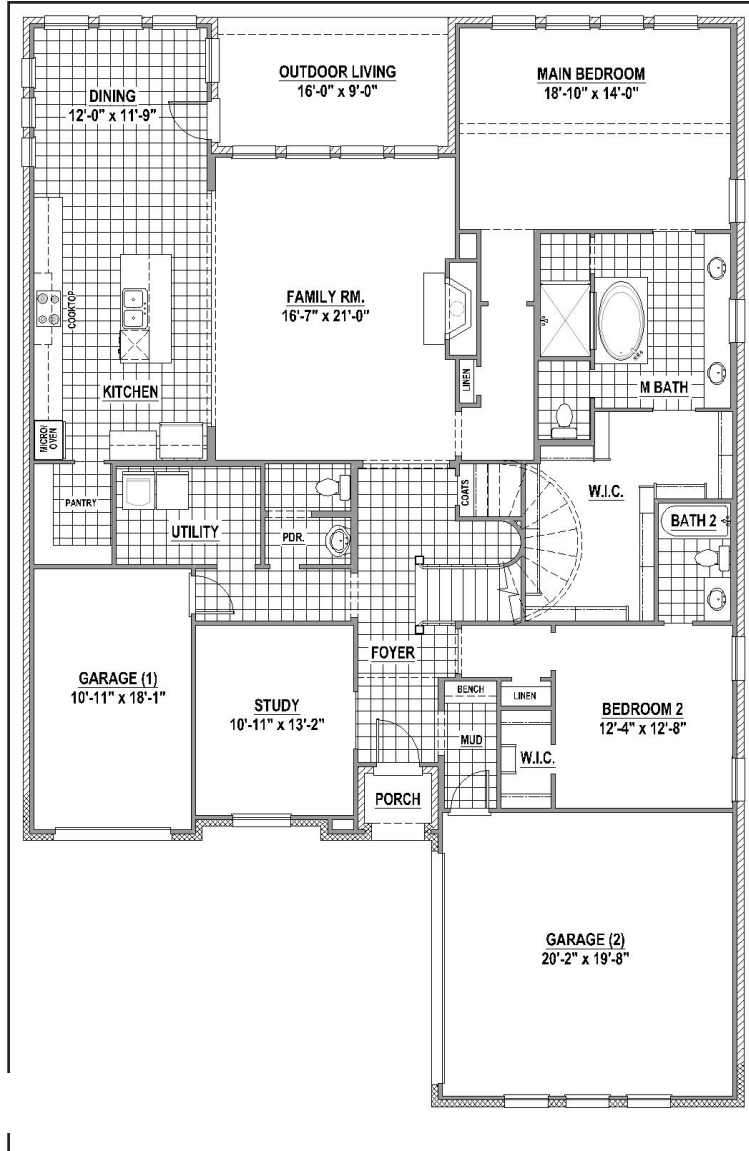 OUTDOOR LIVING
16'-0" x 9'-0"
MAIN BEDROOM
18'-10" x 14'-0"
DINING
12'-0" x 11'-9"
FAMILY RM.
16'-7" x 21'-0"
COOKTOP
KITCHEN
MICRO/
OVEN
LINEN
M BATH
PANTRY
UTILITY
PDR.
COATS
W.I.C.
BATH 2
FOYER
GARAGE (1)
10'-11" x 18'-1"
STUDY
10'-11" x 13'-2"
BENCH
LINEN
MUD
W.I.C.
BEDROOM 2
12'-4" x 12'-8"
PORCH
GARAGE (2)
20'-2" x 19'-8"